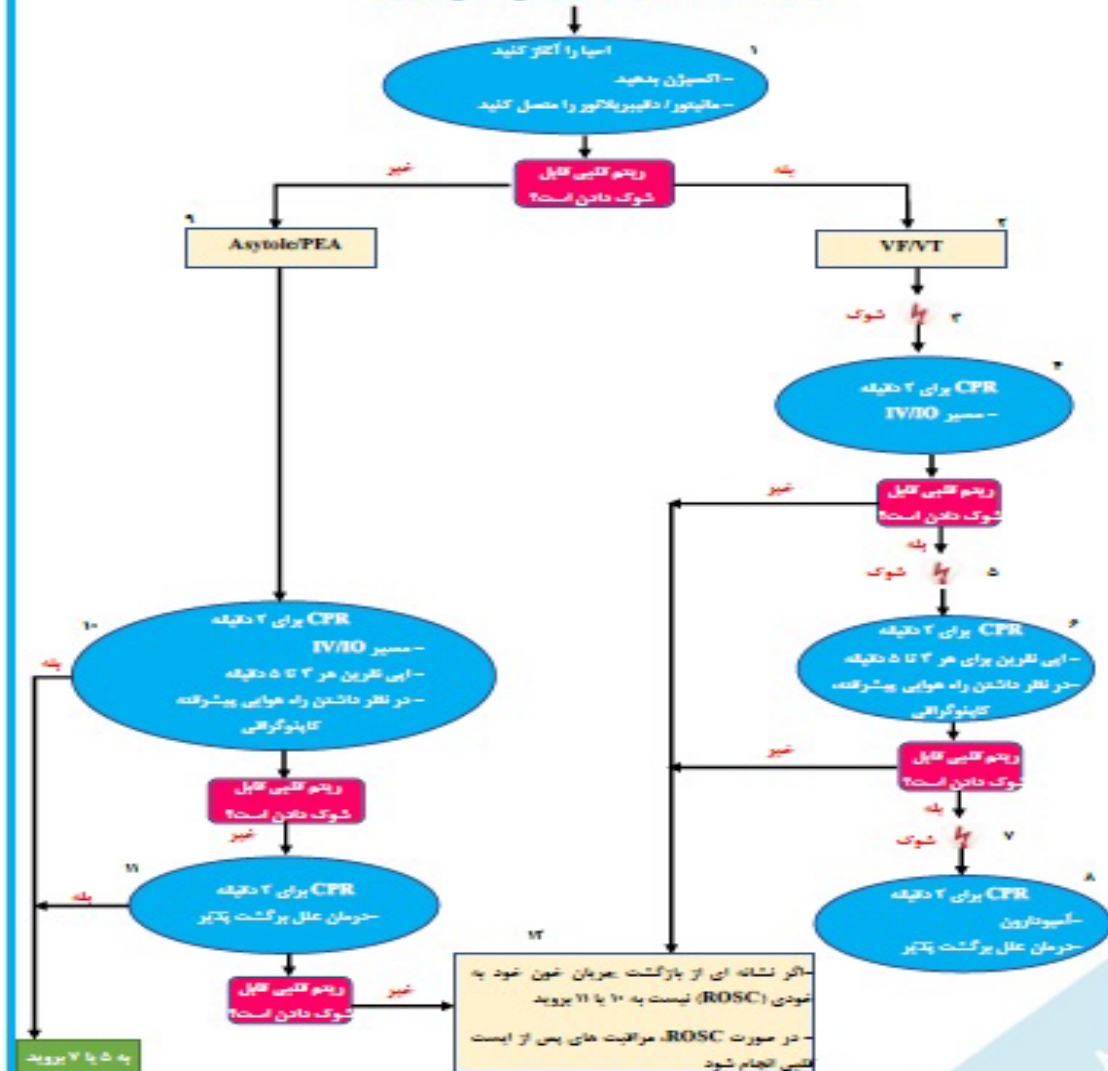 ۱
احیا را آغاز کنید
-اکسیژن بدهید
-مانیتور/ دفیبریلاتور را متصل کنید
ریتم قلبی قابل
شوک دادن است؟
بله
خیر
۲
VF/VT
۳
شوک
۴
CPR برای ۲ دقیقه
- مسیر IV/IO
ریتم قلبی قابل
شوک دادن است؟
خیر
بله
۵
شوک
۶
CPR برای ۲ دقیقه
-اپی نفرین برای هر ۳ تا ۵ دقیقه
-در نظر داشتن راه هوایی پیشرفته،
کاپنوگرافی
ریتم قلبی قابل
شوک دادن است؟
خیر
بله
۷
شوک
۸
CPR برای ۲ دقیقه
-آمیودارون
-درمان علل برگشت پذیر
۹
Asytole/PEA
۱۰
CPR برای ۲ دقیقه
- مسیر IV/IO
-اپی نفرین هر ۳ تا ۵ دقیقه
-در نظر داشتن راه هوایی پیشرفته
کاپنوگرافی
بله
ریتم قلبی قابل
شوک دادن است؟
خیر
۱۱
CPR برای ۲ دقیقه
-درمان علل برگشت پذیر
بله
ریتم قلبی قابل
شوک دادن است؟
خیر
به ۵ یا ۷ بروید
۱۲
-اگر نشانه ای از بازگشت جریان خون خود به
خودی (ROSC) نیست به ۱۰ یا ۱۱ بروید
- در صورت ROSC، مراقبت های پس از ایست
قلبی انجام شود